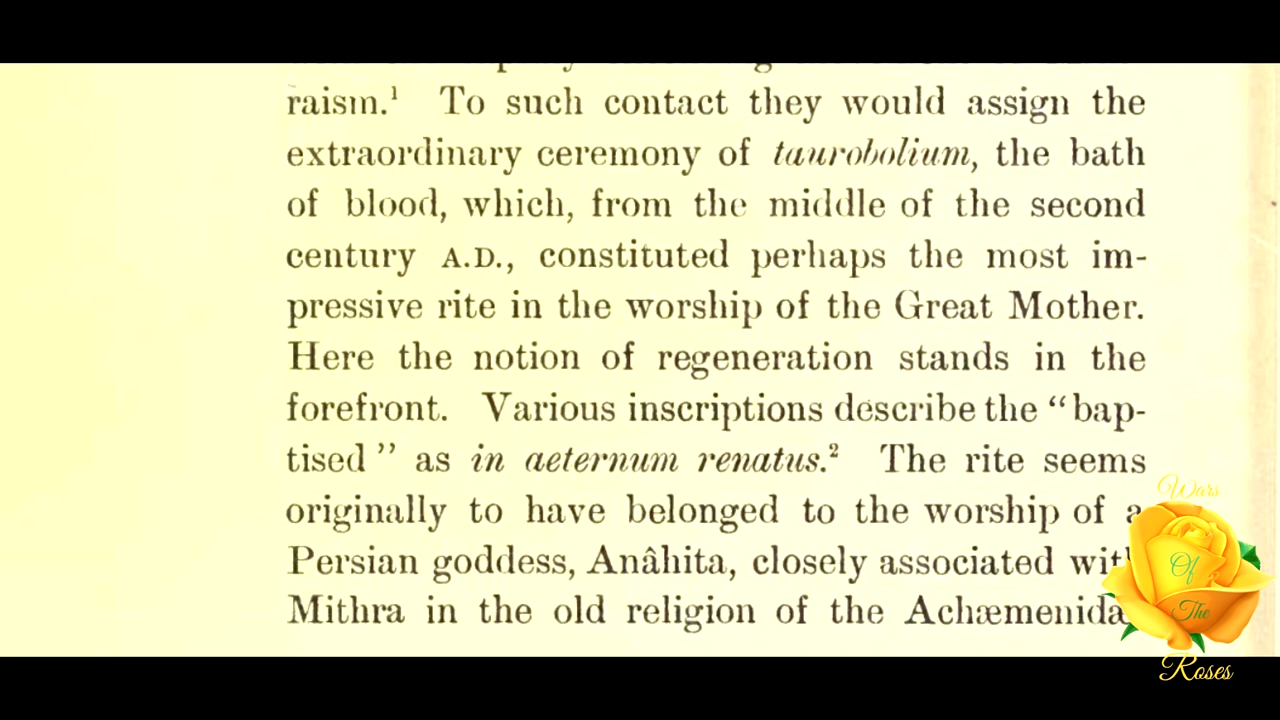 raism.¹ To such contact they would assign the
extraordinary ceremony of taurobolium, the bath
of blood, which, from the middle of the second
century A.D., constituted perhaps the most im-
pressive rite in the worship of the Great Mother.
Here the notion of regeneration stands in the
forefront. Various inscriptions describe the “bap-
tised” as in aeternum renatus.² The rite seems
originally to have belonged to the worship of a
Persian goddess, Anâhita, closely associated with
Mithra in the old religion of the
Wars
Of
The
Roses